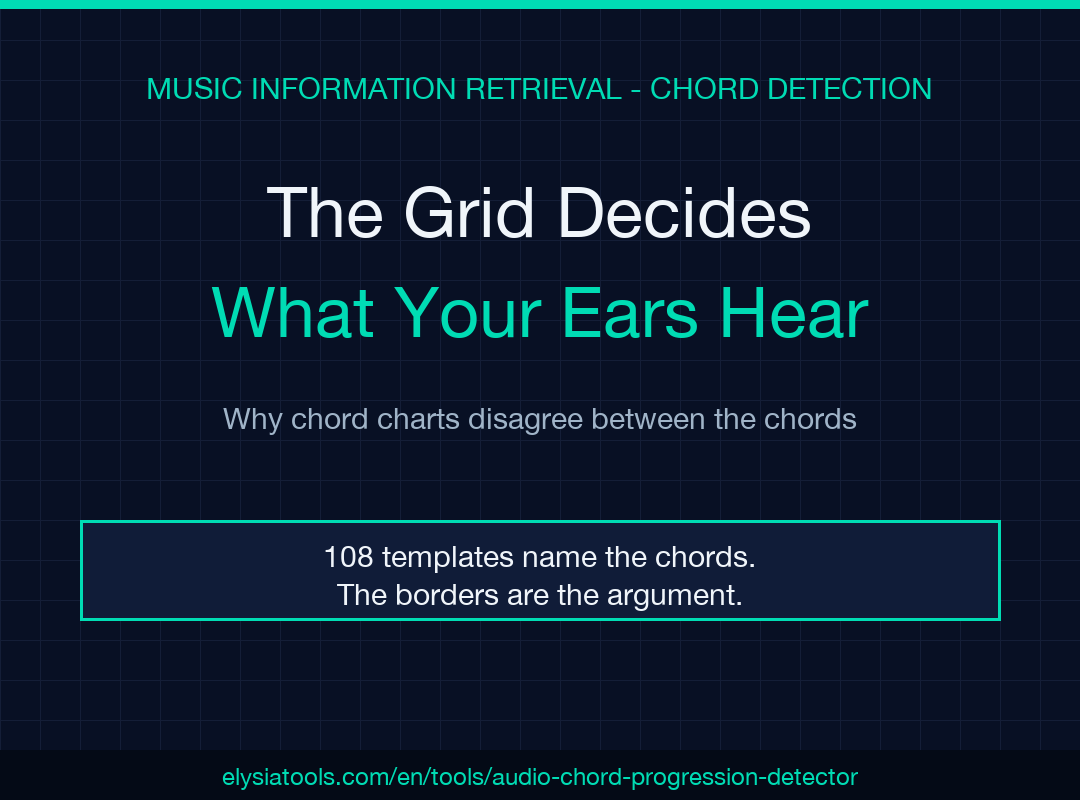 MUSIC INFORMATION RETRIEVAL - CHORD DETECTION
The Grid Decides
What Your Ears Hear
Why chord charts disagree between the chords
108 templates name the chords.
The borders are the argument.
elysiatools.com/en/tools/audio-chord-progression-detector